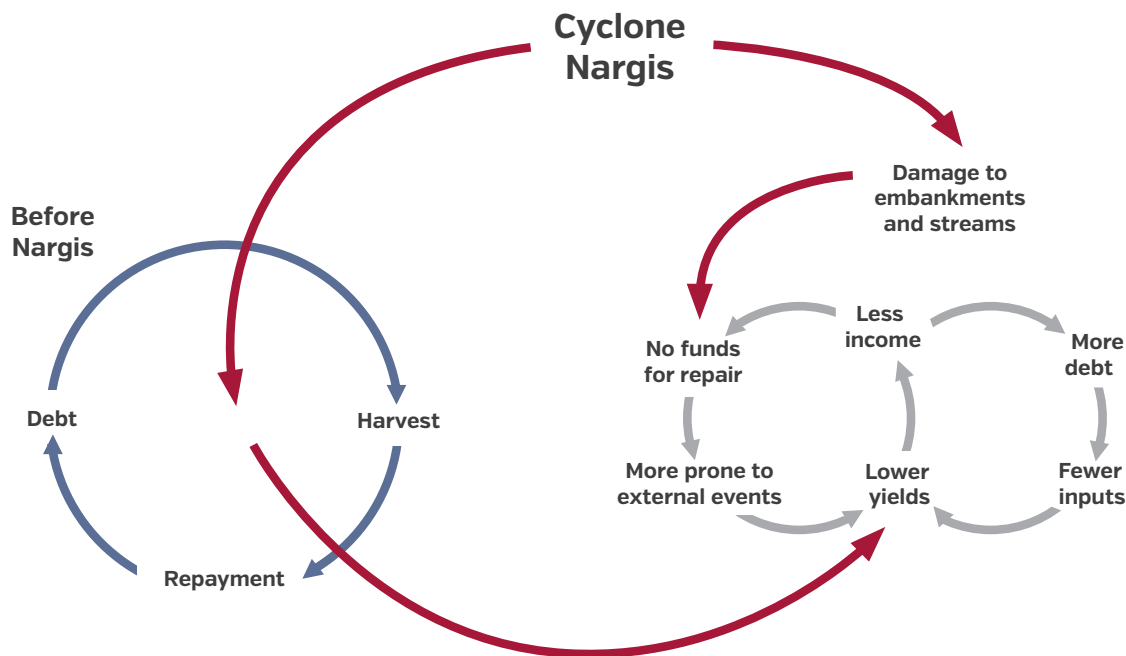 Cyclone
Nargis
Damage to
embankments
and streams
Before
Nargis
Debt
Harvest
Repayment
Less
income
No funds
for repair
More
debt
More prone to
external events
Lower
yields
Fewer
inputs